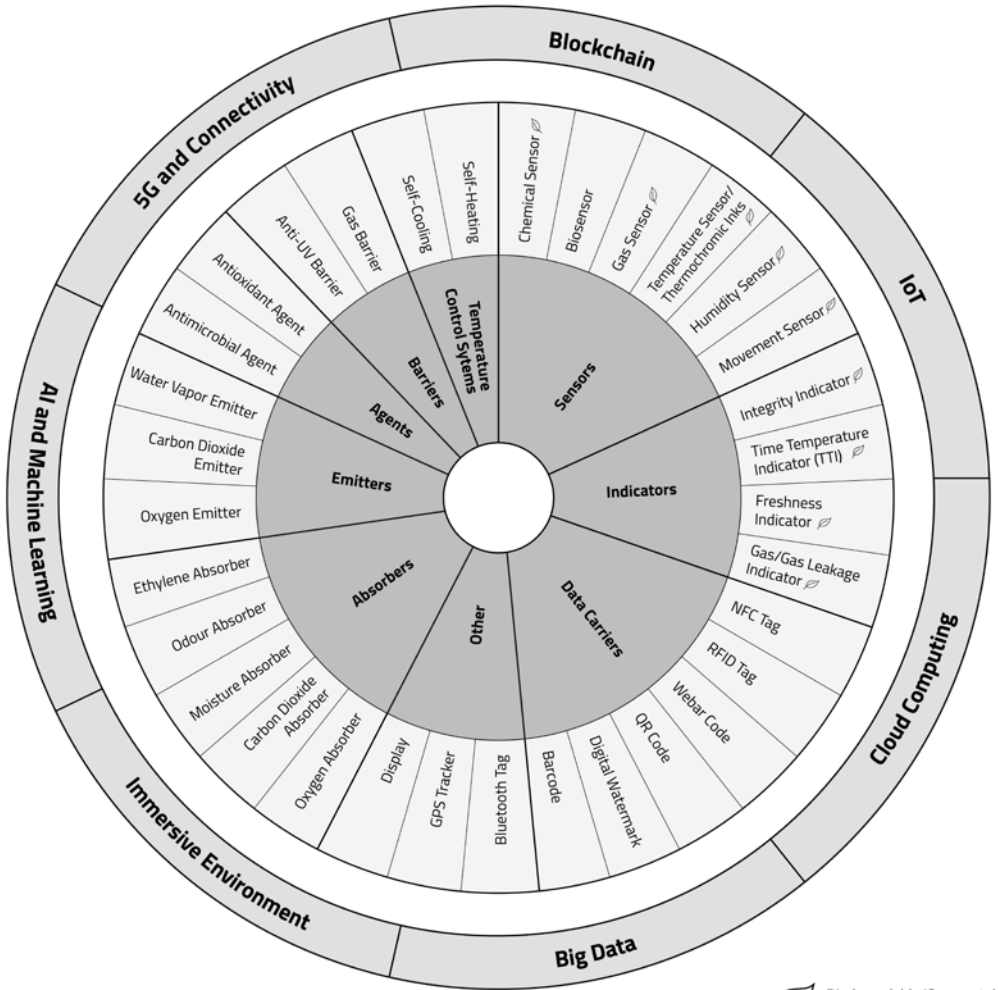 Blockchain
IoT
Cloud Computing
Big Data
Immersive Environment
AI and Machine Learning
5G and Connectivity
Chemical Sensor
Biosensor
Gas Sensor
Temperature Sensor/
Thermochromic Inks
Humidity Sensor
Movement Sensor
Integrity Indicator
Time Temperature
Indicator (TTI)
Freshness
Indicator
Gas/Gas Leakage
Indicator
NFC Tag
RFID Tag
Webar Code
QR Code
Digital Watermark
Barcode
Bluetooth Tag
GPS Tracker
Display
Oxygen Absorber
Carbon Dioxide
Absorber
Moisture Absorber
Odour Absorber
Ethylene Absorber
Oxygen Emitter
Carbon Dioxide
Emitter
Water Vapor Emitter
Antimicrobial Agent
Antioxidant Agent
Anti-UV Barrier
Gas Barrier
Self-Cooling
Self-Heating
Sensors
Indicators
Data Carriers
Other
Absorbers
Emitters
Agents
Barriers
Temperature
Control Sytems